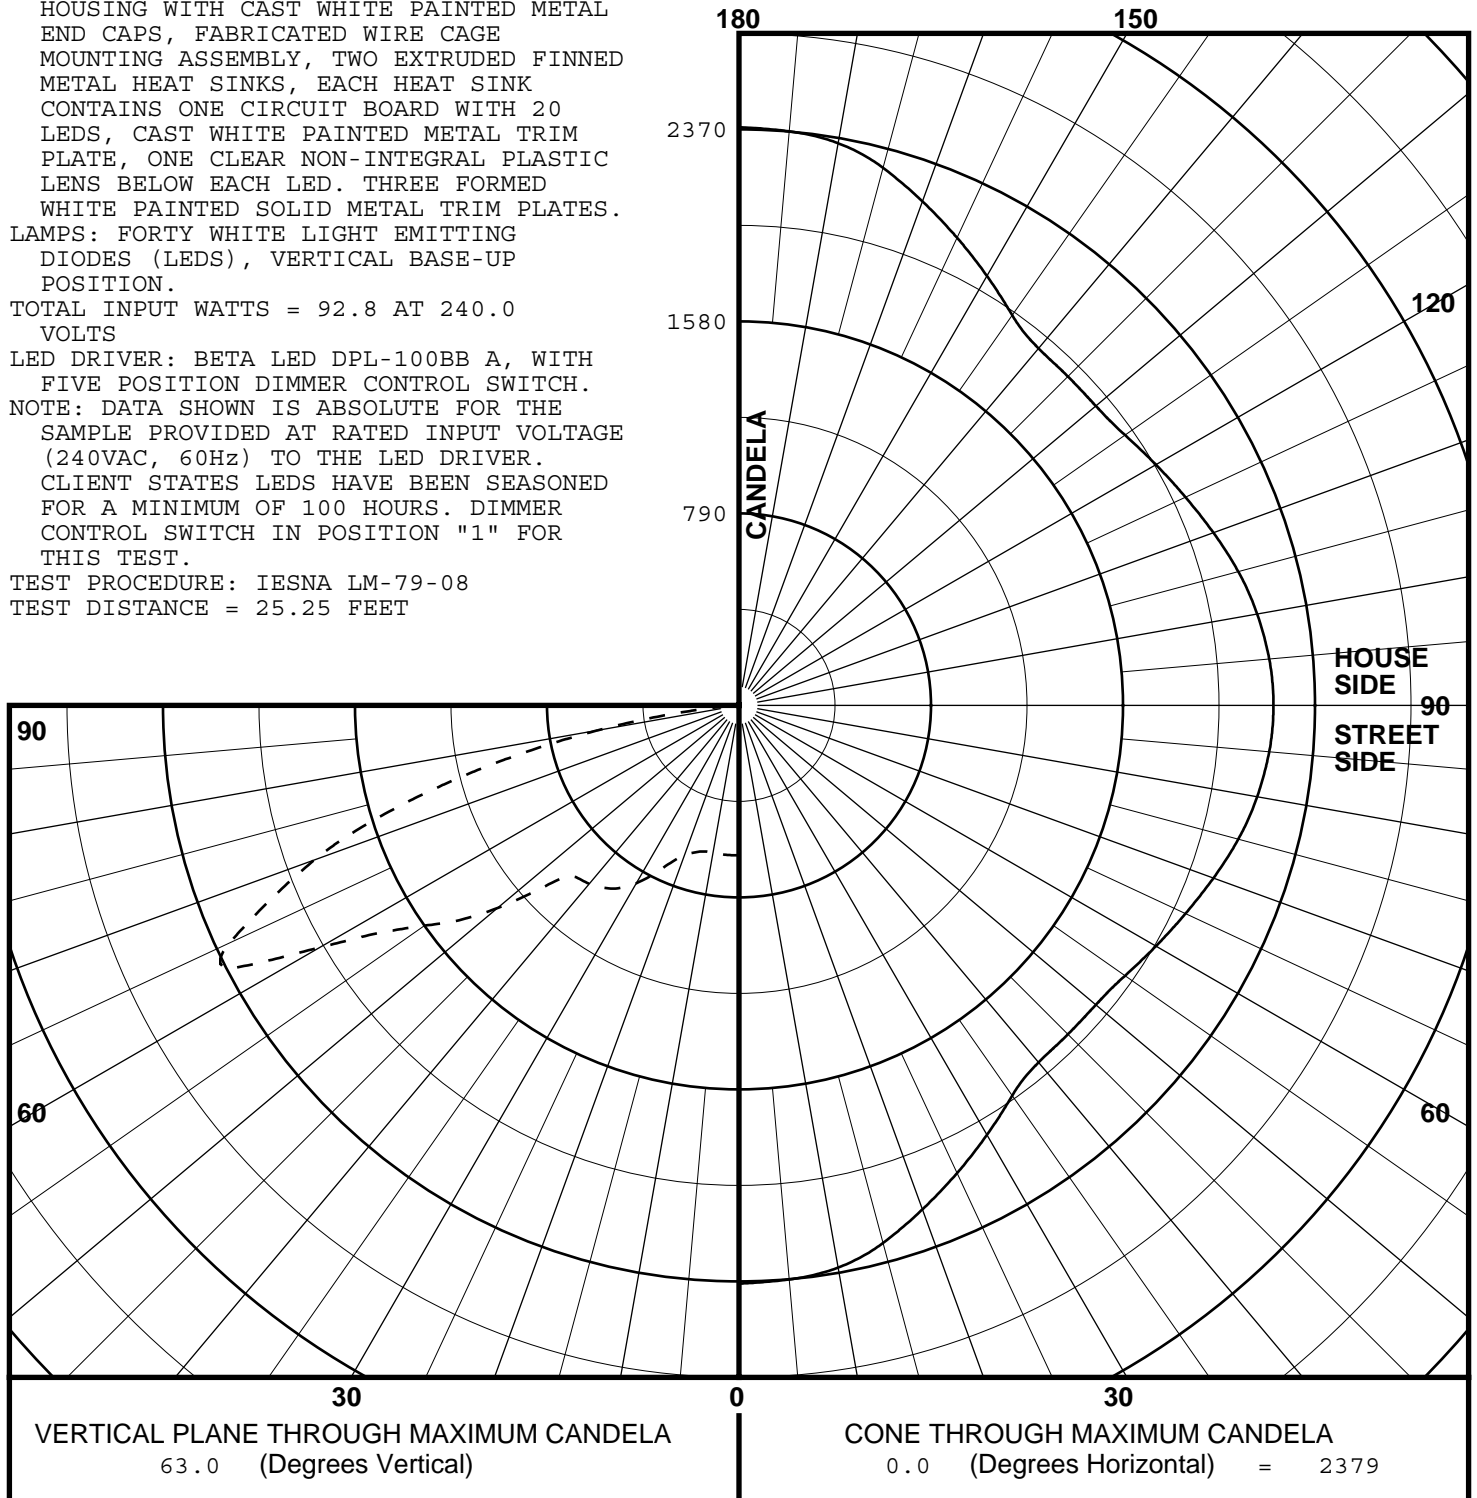 HOUSING WITH CAST WHITE PAINTED METAL
END CAPS, FABRICATED WIRE CAGE
MOUNTING ASSEMBLY, TWO EXTRUDED FINNED
METAL HEAT SINKS, EACH HEAT SINK
CONTAINS ONE CIRCUIT BOARD WITH 20
LEDS, CAST WHITE PAINTED METAL TRIM
PLATE, ONE CLEAR NON-INTEGRAL PLASTIC
LENS BELOW EACH LED. THREE FORMED
WHITE PAINTED SOLID METAL TRIM PLATES.
LAMPS: FORTY WHITE LIGHT EMITTING
DIODES (LEDS), VERTICAL BASE-UP
POSITION.
TOTAL INPUT WATTS = 92.8 AT 240.0
VOLTS
LED DRIVER: BETA LED DPL-100BB A, WITH
FIVE POSITION DIMMER CONTROL SWITCH.
NOTE: DATA SHOWN IS ABSOLUTE FOR THE
SAMPLE PROVIDED AT RATED INPUT VOLTAGE
(240VAC, 60Hz) TO THE LED DRIVER.
CLIENT STATES LEDS HAVE BEEN SEASONED
FOR A MINIMUM OF 100 HOURS. DIMMER
CONTROL SWITCH IN POSITION "1" FOR
THIS TEST.
TEST PROCEDURE: IESNA LM-79-08
TEST DISTANCE = 25.25 FEET
180
150
2370
120
1580
CANDELA
790
HOUSE
SIDE
90
STREET
SIDE
90
60
60
30
0
30
VERTICAL PLANE THROUGH MAXIMUM CANDELA
63.0 (Degrees Vertical)
CONE THROUGH MAXIMUM CANDELA
0.0 (Degrees Horizontal) = 2379